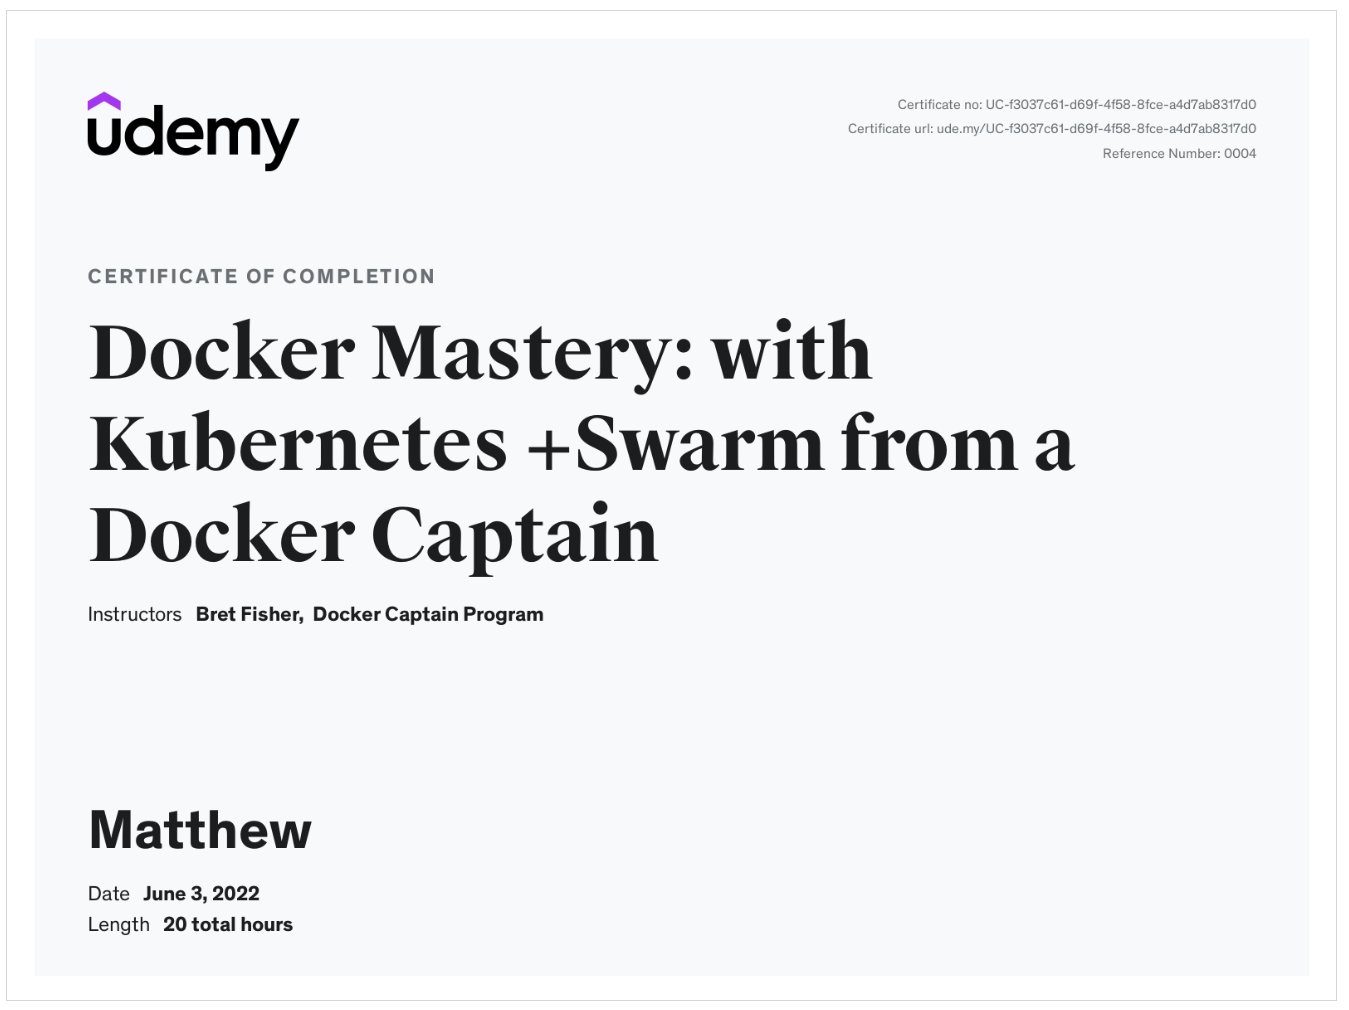 udemy
Certificate no: UC-f3037c61-d69f-4f58-8fce-a4d7ab8317d0
Certificate url: ude.my/UC-f3037c61-d69f-4f58-8fce-a4d7ab8317d0
Reference Number: 0004
CERTIFICATE OF COMPLETION
Docker Mastery: with
Kubernetes +Swarm from a
Docker Captain
Instructors Bret Fisher, Docker Captain Program
Matthew
Date June 3, 2022
Length 20 total hours